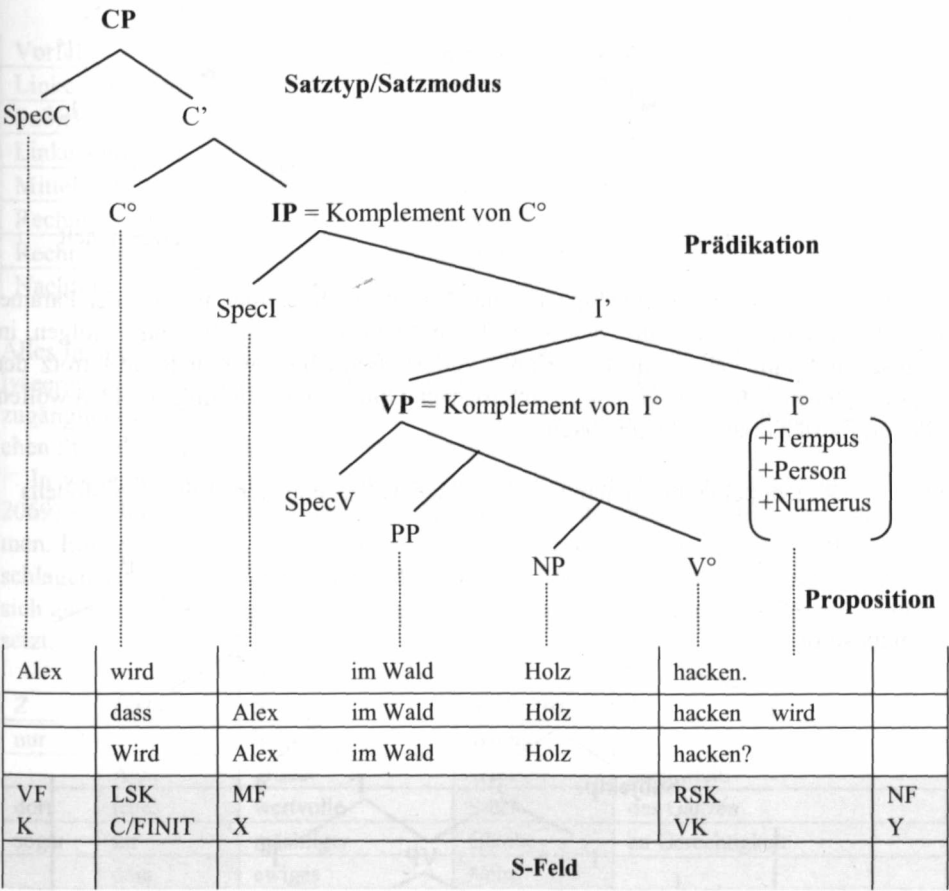 CP
Satztyp/Satzmodus
SpecC C’
C° IP = Komplement von C°
Prädikation
SpecI I’
VP = Komplement von I° I°
+Tempus
+Person
+Numerus
SpecV
PP
NP V°
Proposition
Alex wird im Wald Holz hacken.
dass Alex im Wald Holz hacken wird
Wird Alex im Wald Holz hacken?
VF LSK MF RSK NF
K C/FINIT X VK Y
S-Feld